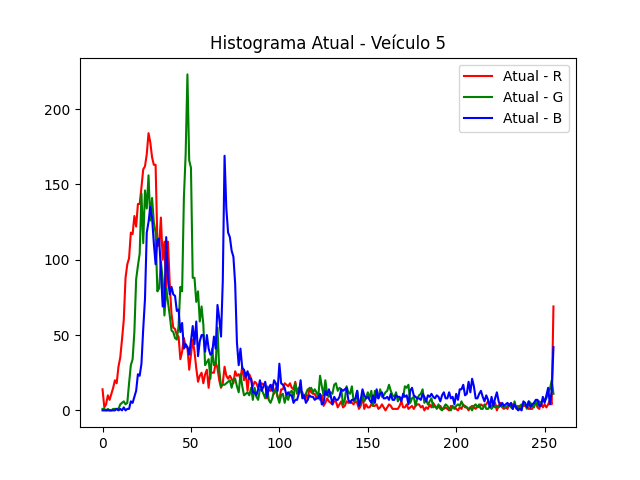 Histograma Atual - Veículo 5
Atual - R
Atual - G
Atual - B
200
150
100
50
0
0 50 100 150 200 250